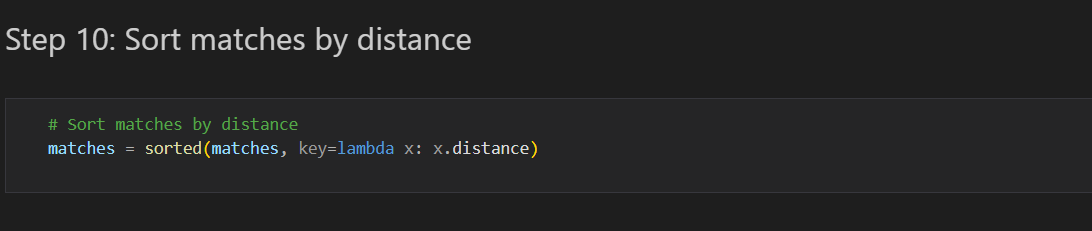 Step 10: Sort matches by distance
# Sort matches by distance
matches = sorted(matches, key=lambda x: x.distance)